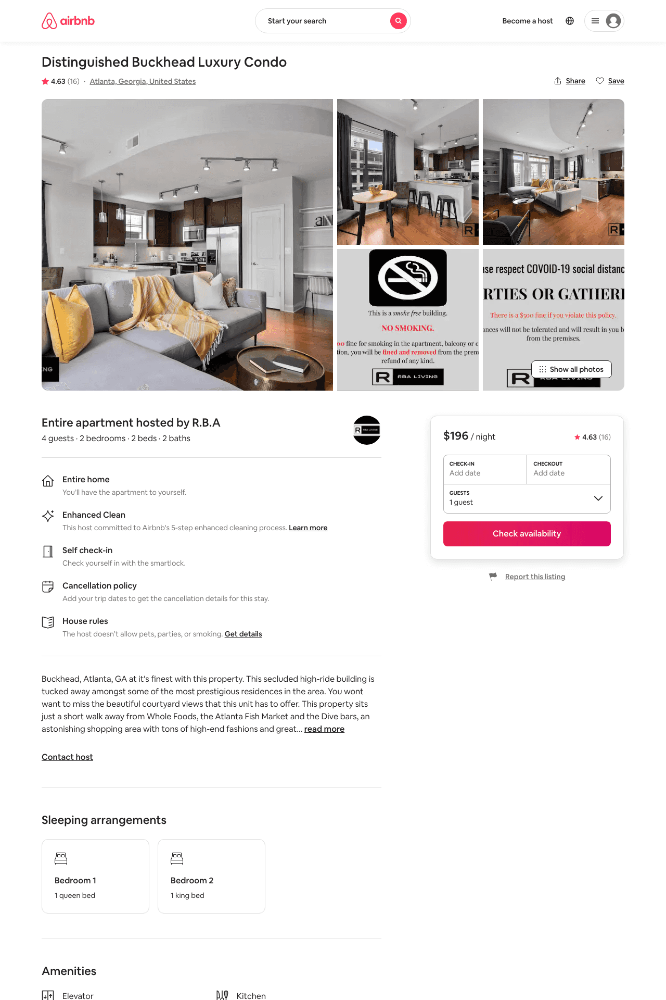 airbnb
Start your search
Become a host
Distinguished Buckhead Luxury Condo
4.63 (16) · Atlanta, Georgia, United States
Share
Save
an
R
R
NG
This is a smoke free building.
NO SMOKING.
00 fine for smoking in the apartment, balcony or c
tion, you will be fined and removed from the prem
refund of any kind.
R RBA LIVING
ase respect COVOID-19 social distanc
RTIES OR GATHERI
There is a $500 fine if you violate this policy.
ances will not be tolerated and will result in you b
from the premises.
Show all photos
R RBA LIVING
Entire apartment hosted by R.B.A
4 guests · 2 bedrooms · 2 beds · 2 baths
R RBA LIVING
$196 / night
4.63 (16)
CHECK-IN
Add date
CHECKOUT
Add date
GUESTS
1 guest
Check availability
Report this listing
Entire home
You'll have the apartment to yourself.
Enhanced Clean
This host committed to Airbnb's 5-step enhanced cleaning process. Learn more
Self check-in
Check yourself in with the smartlock.
Cancellation policy
Add your trip dates to get the cancellation details for this stay.
House rules
The host doesn't allow pets, parties, or smoking. Get details
Buckhead, Atlanta, GA at it's finest with this property. This secluded high-ride building is
tucked away amongst some of the most prestigious residences in the area. You wont
want to miss the beautiful courtyard views that this unit has to offer. This property sits
just a short walk away from Whole Foods, the Atlanta Fish Market and the Dive bars, an
astonishing shopping area with tons of high-end fashions and great... read more
Contact host
Sleeping arrangements
Bedroom 1
1 queen bed
Bedroom 2
1 king bed
Amenities
Elevator
Kitchen